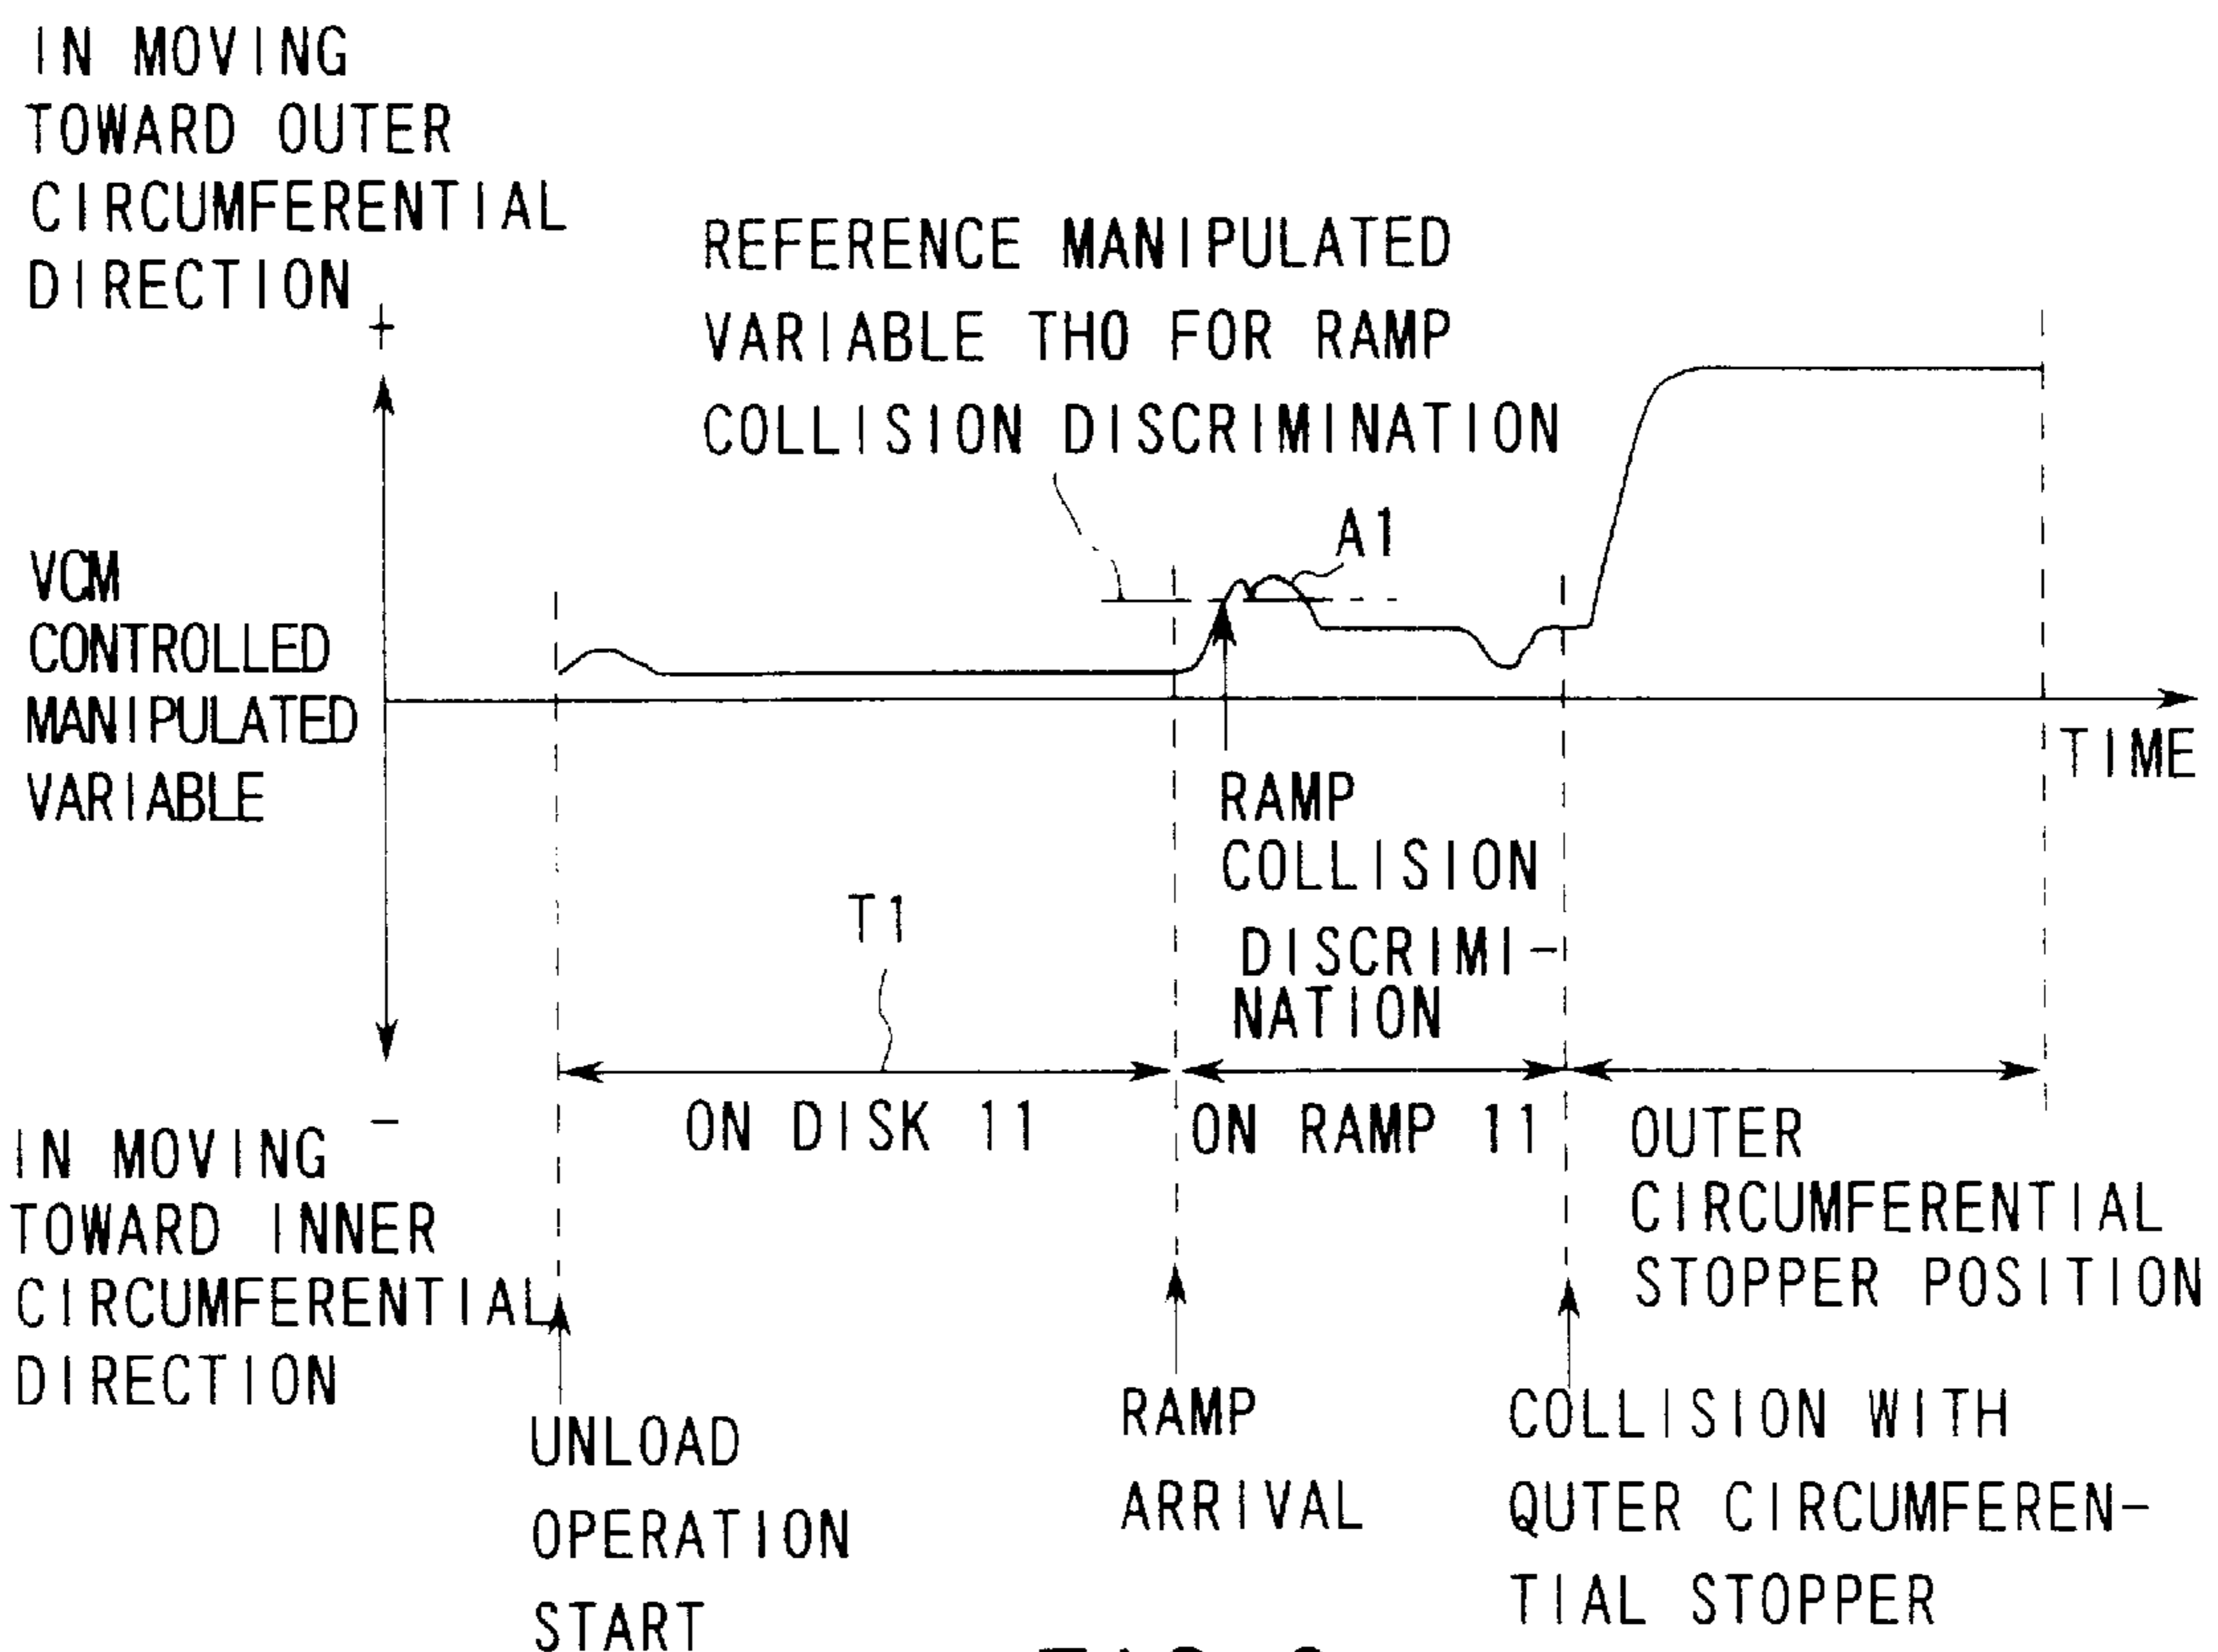 IN MOVING
TOWARD OUTER
CIRCUMFERENTIAL
DIRECTION
+
REFERENCE MANIPULATED
VARIABLE TH0 FOR RAMP
COLLISION DISCRIMINATION
A1
VCM
CONTROLLED
MANIPULATED
VARIABLE
TIME
RAMP
COLLISION
DISCRIMI-
NATION
T1
ON DISK 11
ON RAMP 11
OUTER
CIRCUMFERENTIAL
STOPPER POSITION
-
IN MOVING
TOWARD INNER
CIRCUMFERENTIAL
DIRECTION
UNLOAD
OPERATION
START
RAMP
ARRIVAL
COLLISION WITH
QUTER CIRCUMFEREN-
TIAL STOPPER